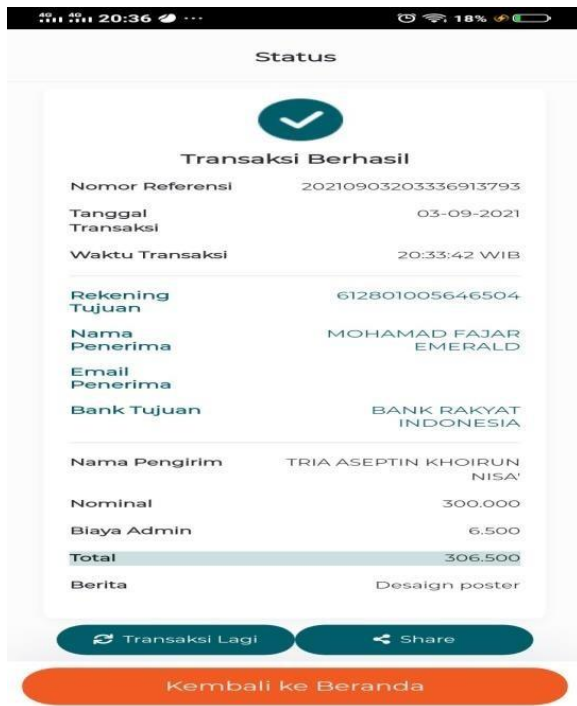 4G 4G 20:36 ...
18%
Status
Transaksi Berhasil
Nomor Referensi 20210903203336913793
Tanggal 03-09-2021
Transaksi
Waktu Transaksi 20:33:42 WIB
Rekening 612801005646504
Tujuan
Nama MOHAMAD FAJAR
Penerima EMERALD
Email
Penerima
Bank Tujuan BANK RAKYAT
INDONESIA
Nama Pengirim TRIA ASEPTIN KHOIRUN
NISA'
Nominal 300.000
Biaya Admin 6.500
Total 306.500
Berita Desaign poster
Transaksi Lagi Share
Kembali ke Beranda